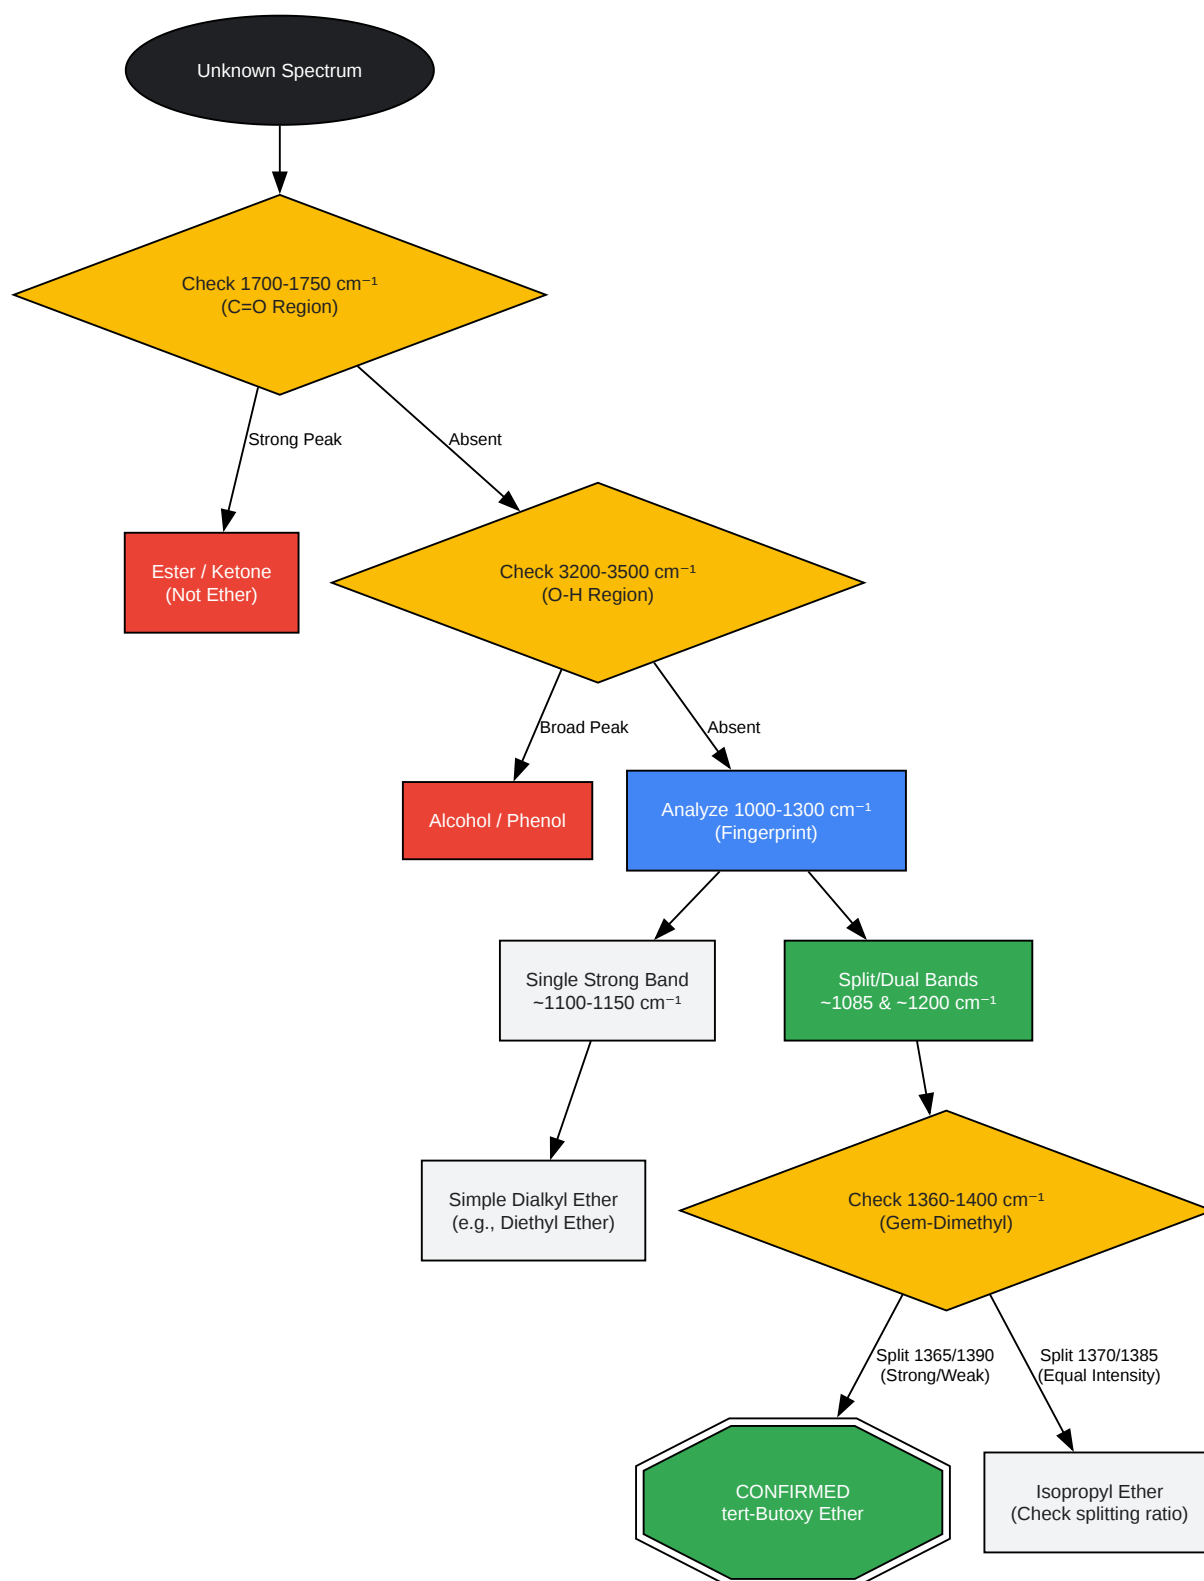 Unknown Spectrum
Check 1700-1750 cm⁻¹
(C=O Region)
Strong Peak
Absent
Ester / Ketone
(Not Ether)
Check 3200-3500 cm⁻¹
(O-H Region)
Broad Peak
Absent
Alcohol / Phenol
Analyze 1000-1300 cm⁻¹
(Fingerprint)
Single Strong Band
~1100-1150 cm⁻¹
Split/Dual Bands
~1085 & ~1200 cm⁻¹
Simple Dialkyl Ether
(e.g., Diethyl Ether)
Check 1360-1400 cm⁻¹
(Gem-Dimethyl)
Split 1365/1390
(Strong/Weak)
Split 1370/1385
(Equal Intensity)
CONFIRMED
tert-Butoxy Ether
Isopropyl Ether
(Check splitting ratio)